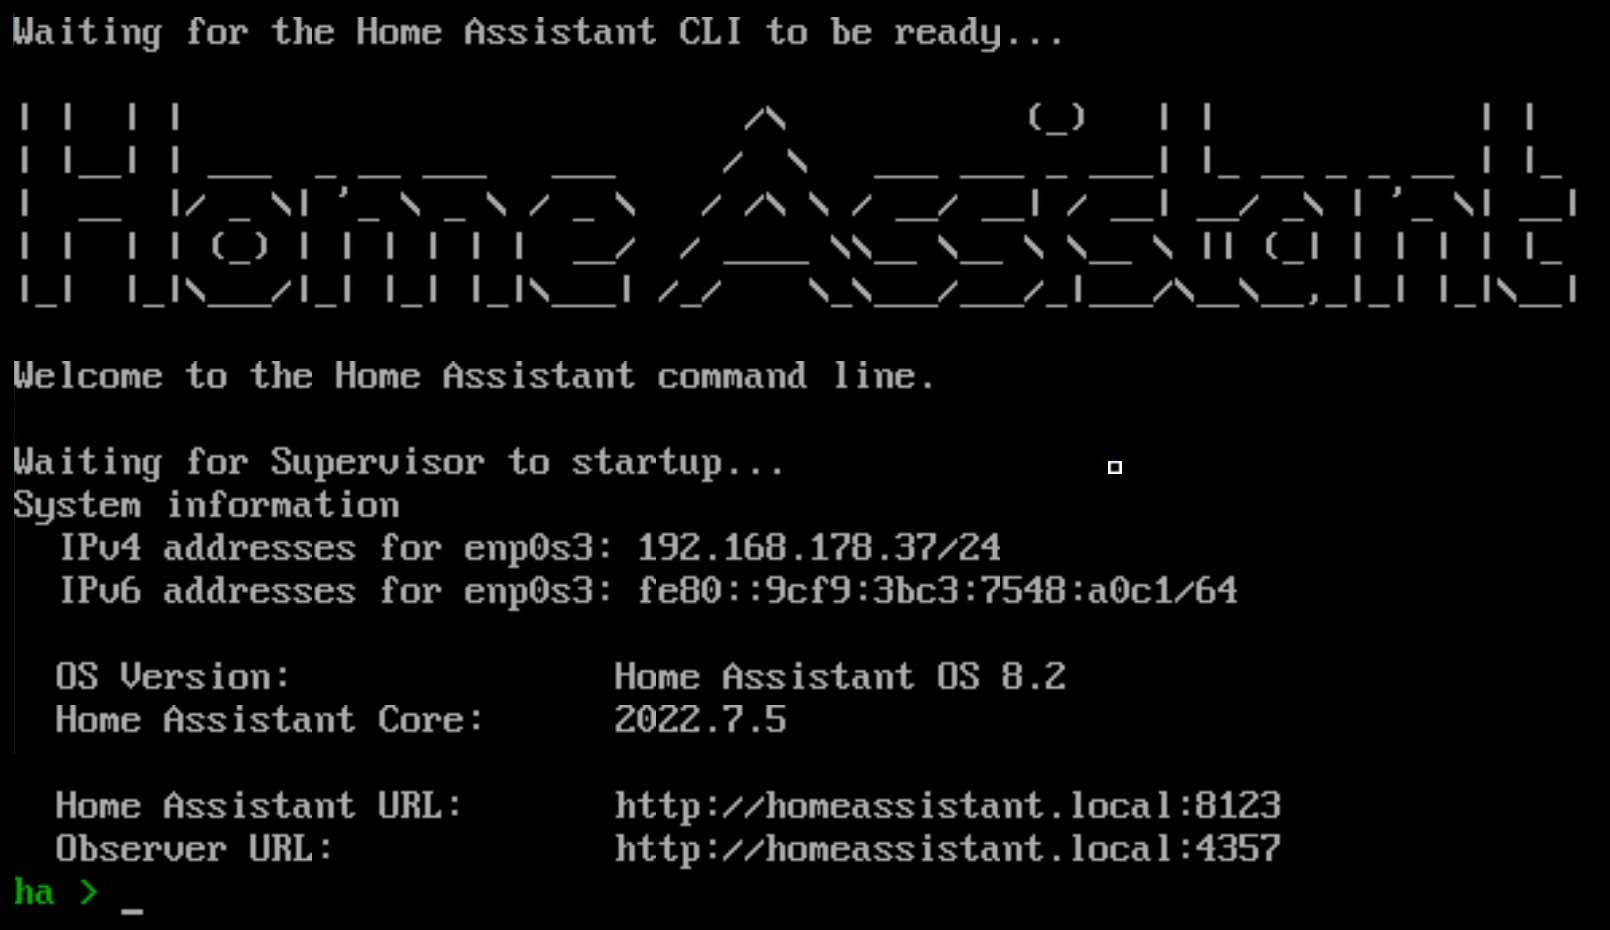 Waiting for the Home Assistant CLI to be ready...
Home Assistant
Welcome to the Home Assistant command line.
Waiting for Supervisor to startup...
System information
IPv4 addresses for enp0s3: 192.168.178.37/24
IPv6 addresses for enp0s3: fe80::9cf9:3bc3:7548:a0c1/64
OS Version: Home Assistant OS 8.2
Home Assistant Core: 2022.7.5
Home Assistant URL: http://homeassistant.local:8123
Observer URL: http://homeassistant.local:4357
ha > _